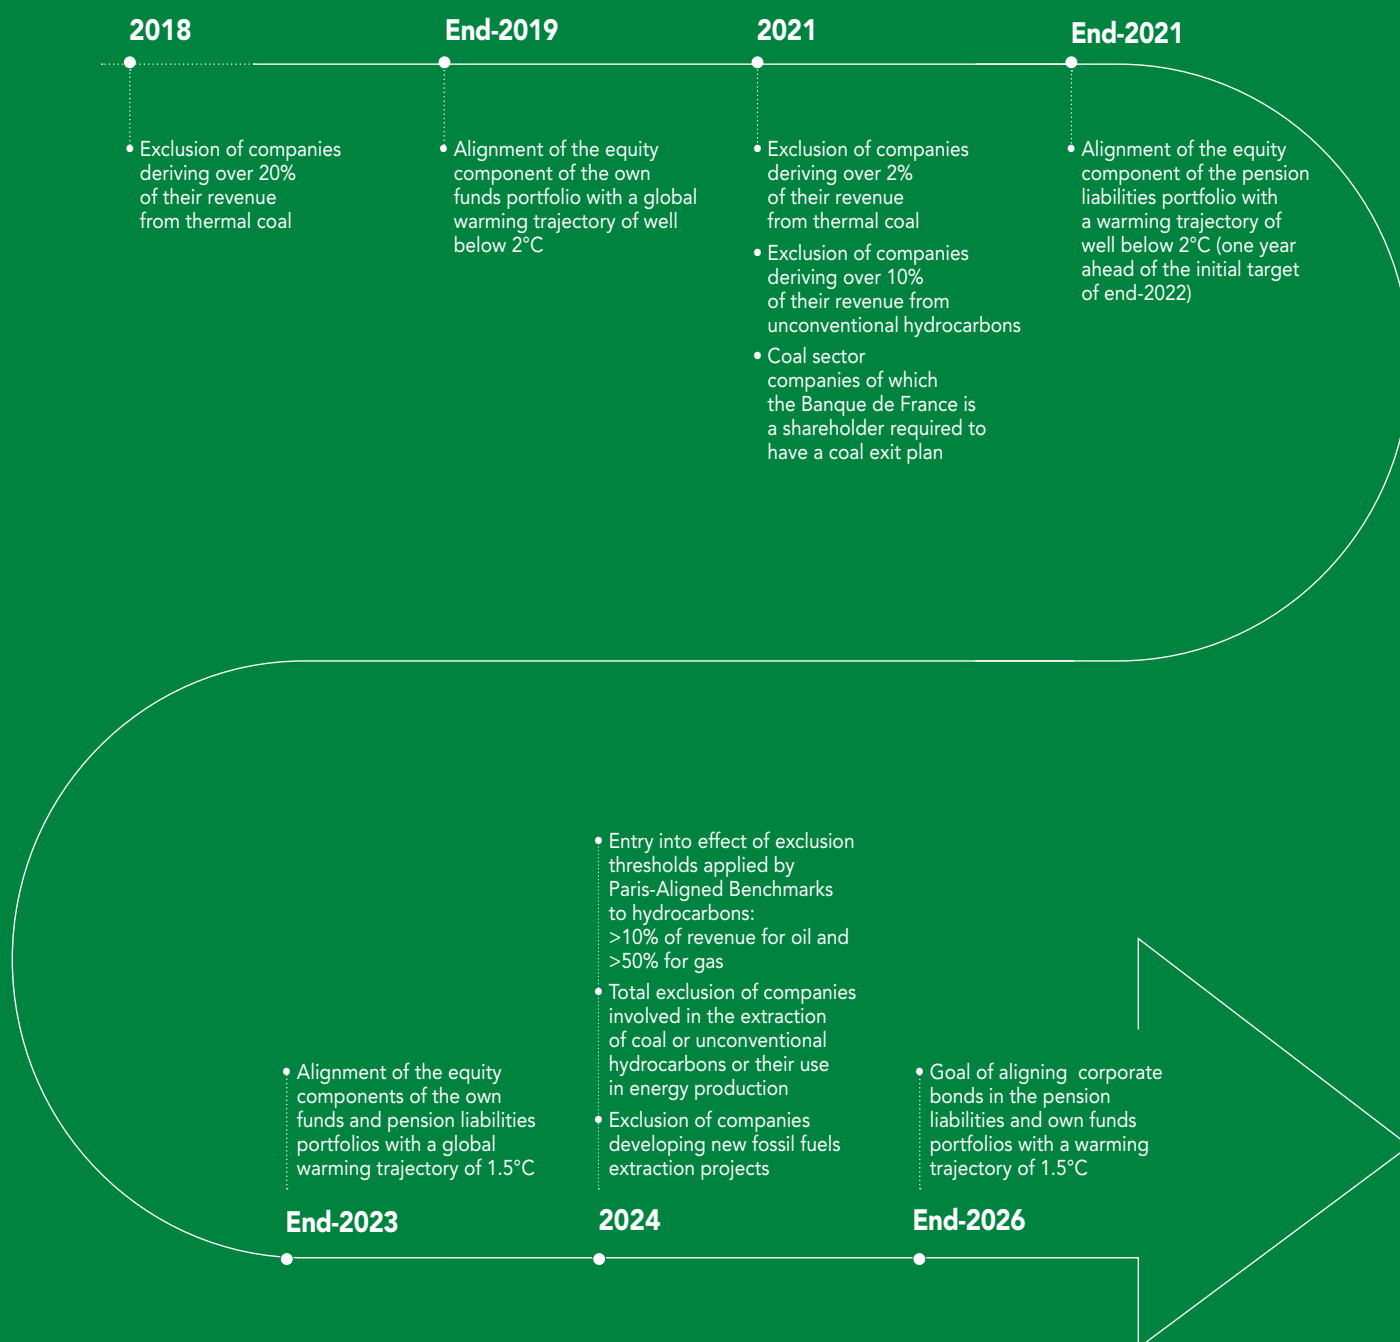 2018
Exclusion of companies
deriving over 20%
of their revenue
from thermal coal
End-2019
Alignment of the equity
component of the own
funds portfolio with a global
warming trajectory of well
below 2°C
2021
Exclusion of companies
deriving over 2%
of their revenue
from thermal coal
Exclusion of companies
deriving over 10%
of their revenue from
unconventional hydrocarbons
Coal sector
companies of which
the Banque de France is
a shareholder required to
have a coal exit plan
End-2021
Alignment of the equity
component of the pension
liabilities portfolio with
a warming trajectory of
well below 2°C (one year
ahead of the initial target
of end-2022)
Alignment of the equity
components of the own
funds and pension liabilities
portfolios with a global
warming trajectory of 1.5°C
End-2023
Entry into effect of exclusion
thresholds applied by
Paris-Aligned Benchmarks
to hydrocarbons:
>10% of revenue for oil and
>50% for gas
Total exclusion of companies
involved in the extraction
of coal or unconventional
hydrocarbons or their use
in energy production
Exclusion of companies
developing new fossil fuels
extraction projects
2024
Goal of aligning  corporate
bonds in the pension
liabilities and own funds
portfolios with a warming
trajectory of 1.5°C
End-2026